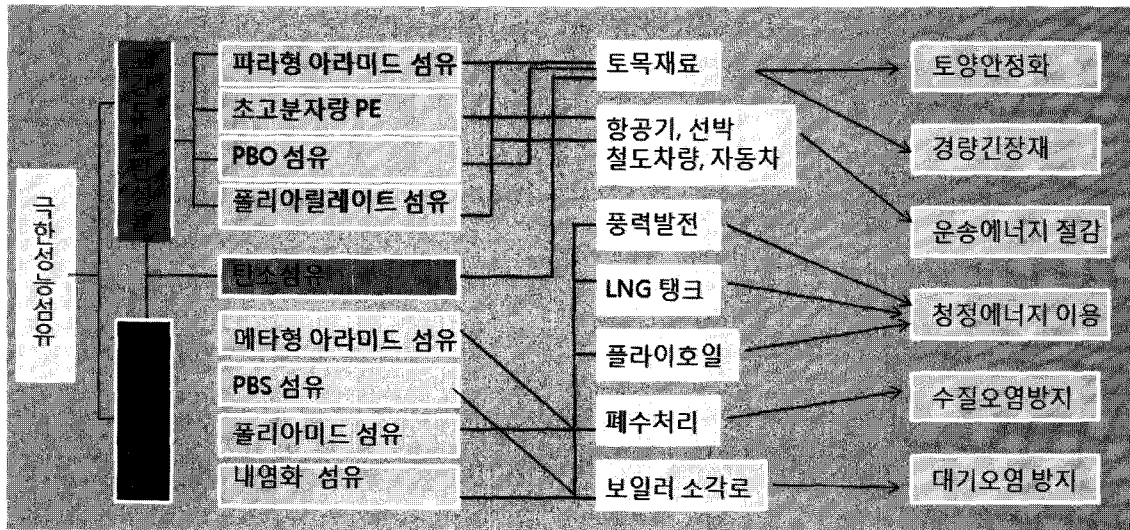 극한성능섬유
파라형 아라미드 섬유
초고분자량 PE
PBO 섬유
폴리아릴레이트 섬유
탄소섬유
메타형 아라미드 섬유
PBS 섬유
폴리아미드 섬유
내염화 섬유
토목재료
항공기, 선박
철도차량, 자동차
풍력발전
LNG 탱크
플라이호일
폐수처리
보일러 소각로
토양안정화
경량긴장재
운송에너지 절감
청정에너지 이용
수질오염방지
대기오염 방지